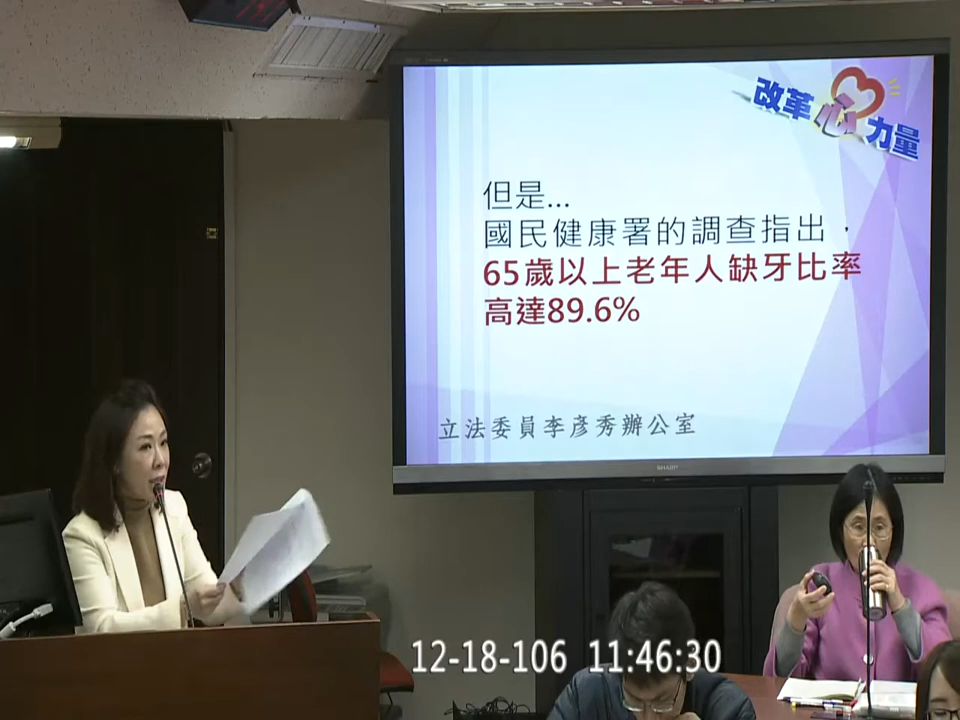 改革心力量
但是...
國民健康署的調查指出，
65歲以上老年人缺牙比率
高達89.6%
立法委員李彥秀辦公室
SHARP
12-18-106 11:46:30